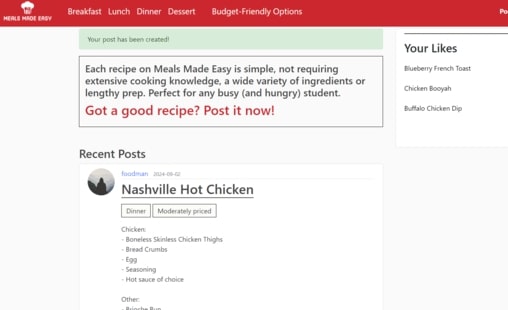 Breakfast Lunch Dinner Dessert Budget-Friendly Options
MEALS MADE EASY
Your post has been created!
Each recipe on Meals Made Easy is simple, not requiring
extensive cooking knowledge, a wide variety of ingredients or
lengthy prep. Perfect for any busy (and hungry) student.
Got a good recipe? Post it now!
Your Likes
Blueberry French Toast
Chicken Booyah
Buffalo Chicken Dip
Recent Posts
foodman 2024-09-02
Nashville Hot Chicken
Dinner Moderately priced
Chicken:
- Boneless Skinless Chicken Thighs
- Bread Crumbs
- Egg
- Seasoning
- Hot sauce of choice
Other: